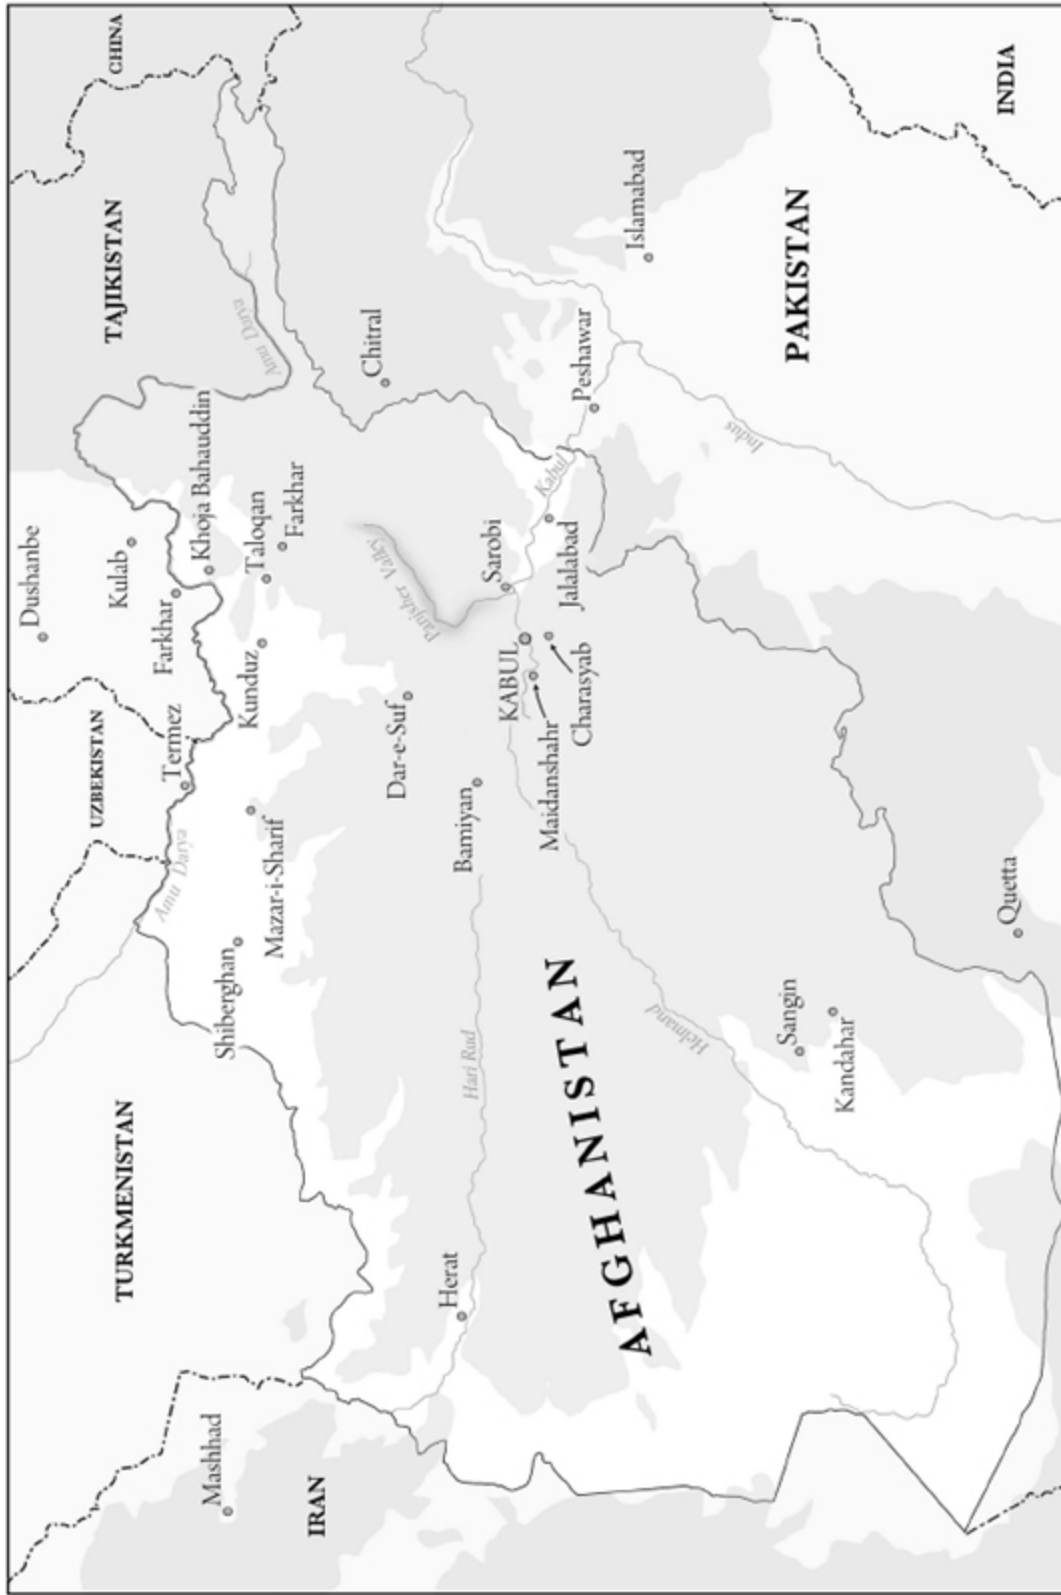 CHINA
TAJIKISTAN
INDIA
Islamabad
PAKISTAN
Amu Darya
Chitral
Peshawar
Indus
Khoja Bahauddin
Dushanbe
Kulab
Farkhar
Taloqan
Farkhar
Kabul
Sarobi
Jalalabad
Panjsher Valley
Termez
Kunduz
KABUL
Charasyab
Maidanshahr
Dar-e-Suf
Bamiyan
UZBEKISTAN
Amu Darya
Mazar-i-Sharif
Shiberghan
Quetta
Sangin
Kandahar
Helmand
Hari Rud
AFGHANISTAN
TURKMENISTAN
Herat
Mashhad
IRAN